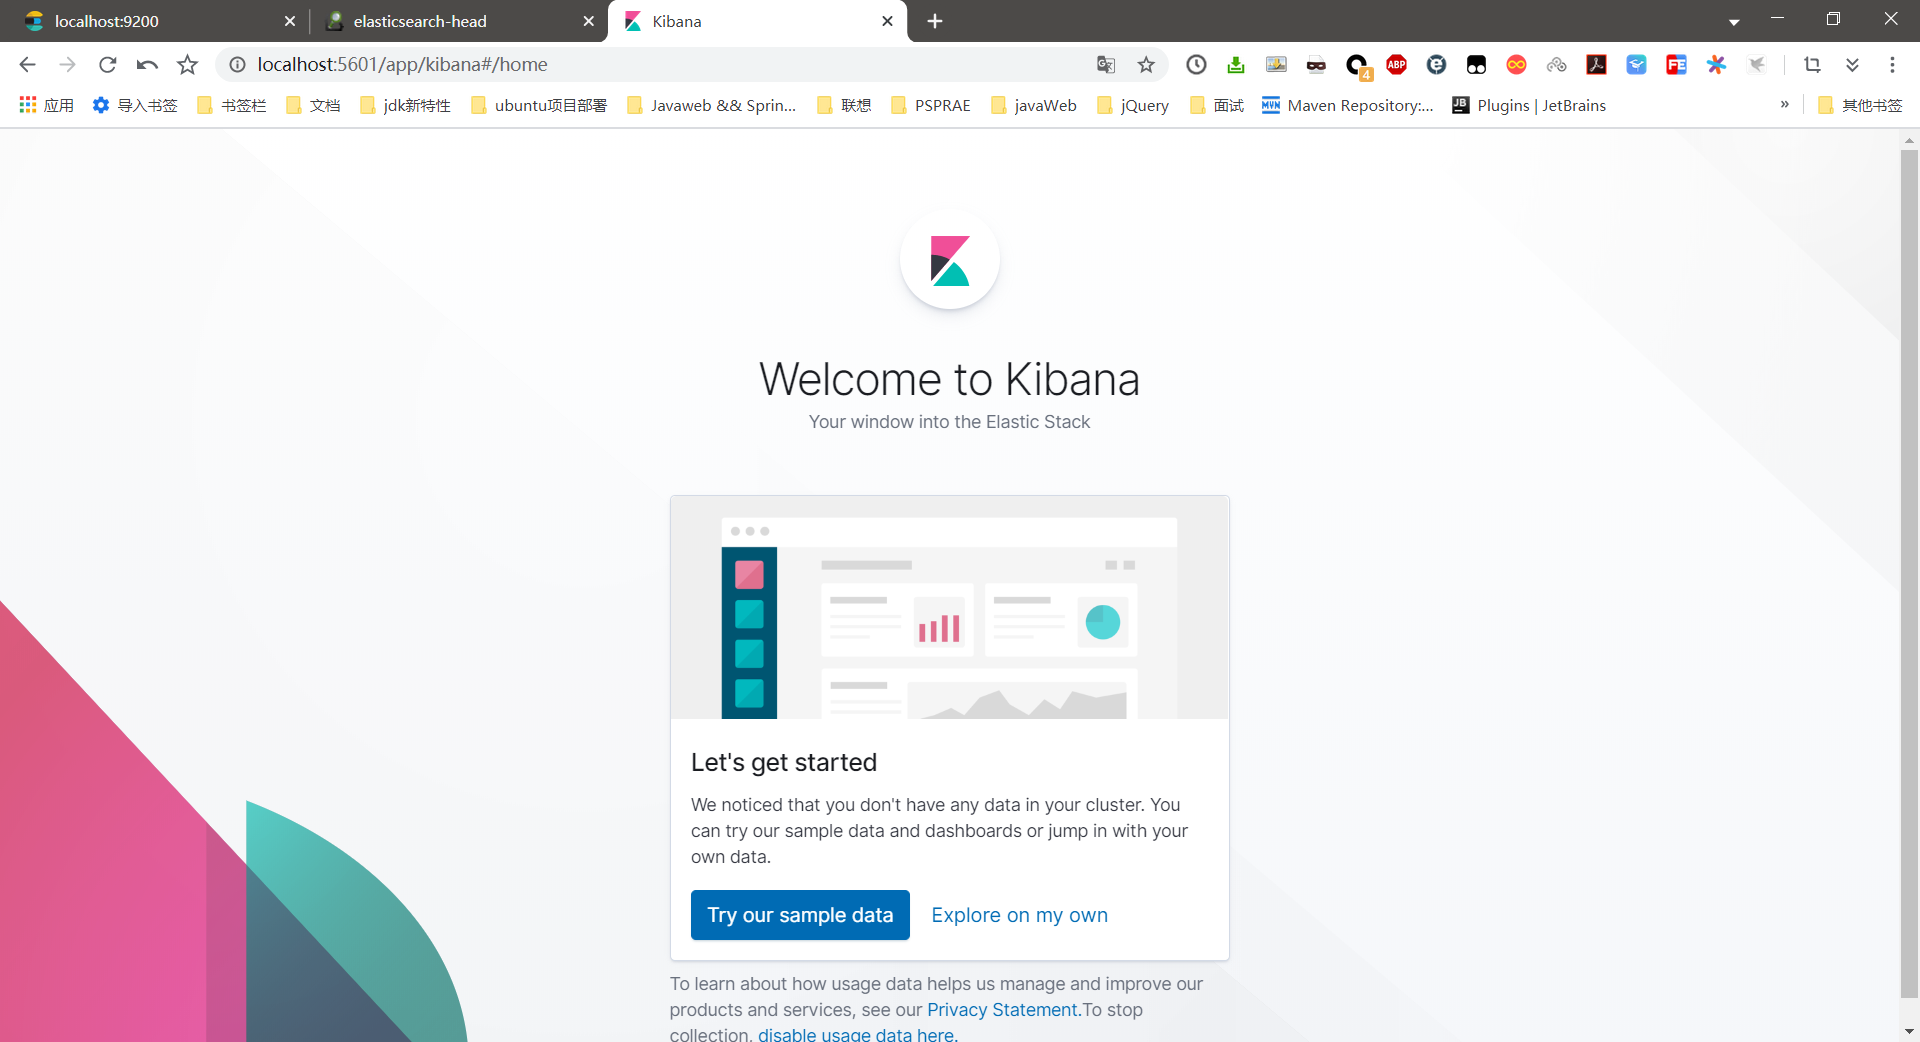 localhost:9200
elasticsearch-head
Kibana
localhost:5601/app/kibana#/home
4
ABP
FE
应用
导入书签
书签栏
文档
jdk新特性
ubuntu项目部署
Javaweb && Sprin...
联想
PSPRAE
javaWeb
jQuery
面试
MVN
Maven Repository:...
JB
Plugins | JetBrains
»
其他书签
Welcome to Kibana
Your window into the Elastic Stack
Let's get started
We noticed that you don't have any data in your cluster. You
can try our sample data and dashboards or jump in with your
own data.
Try our sample data
Explore on my own
To learn about how usage data helps us manage and improve our
products and services, see our Privacy Statement.To stop
collection, disable usage data here.